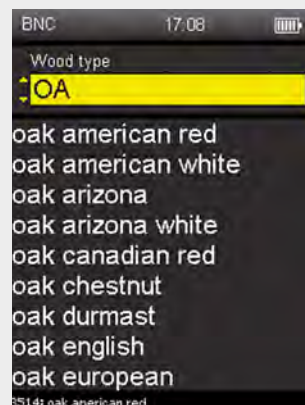 BNC 17:08
Wood type
OA
oak american red
oak american white
oak arizona
oak arizona white
oak canadian red
oak chestnut
oak durmast
oak english
oak european
3514: oak american red